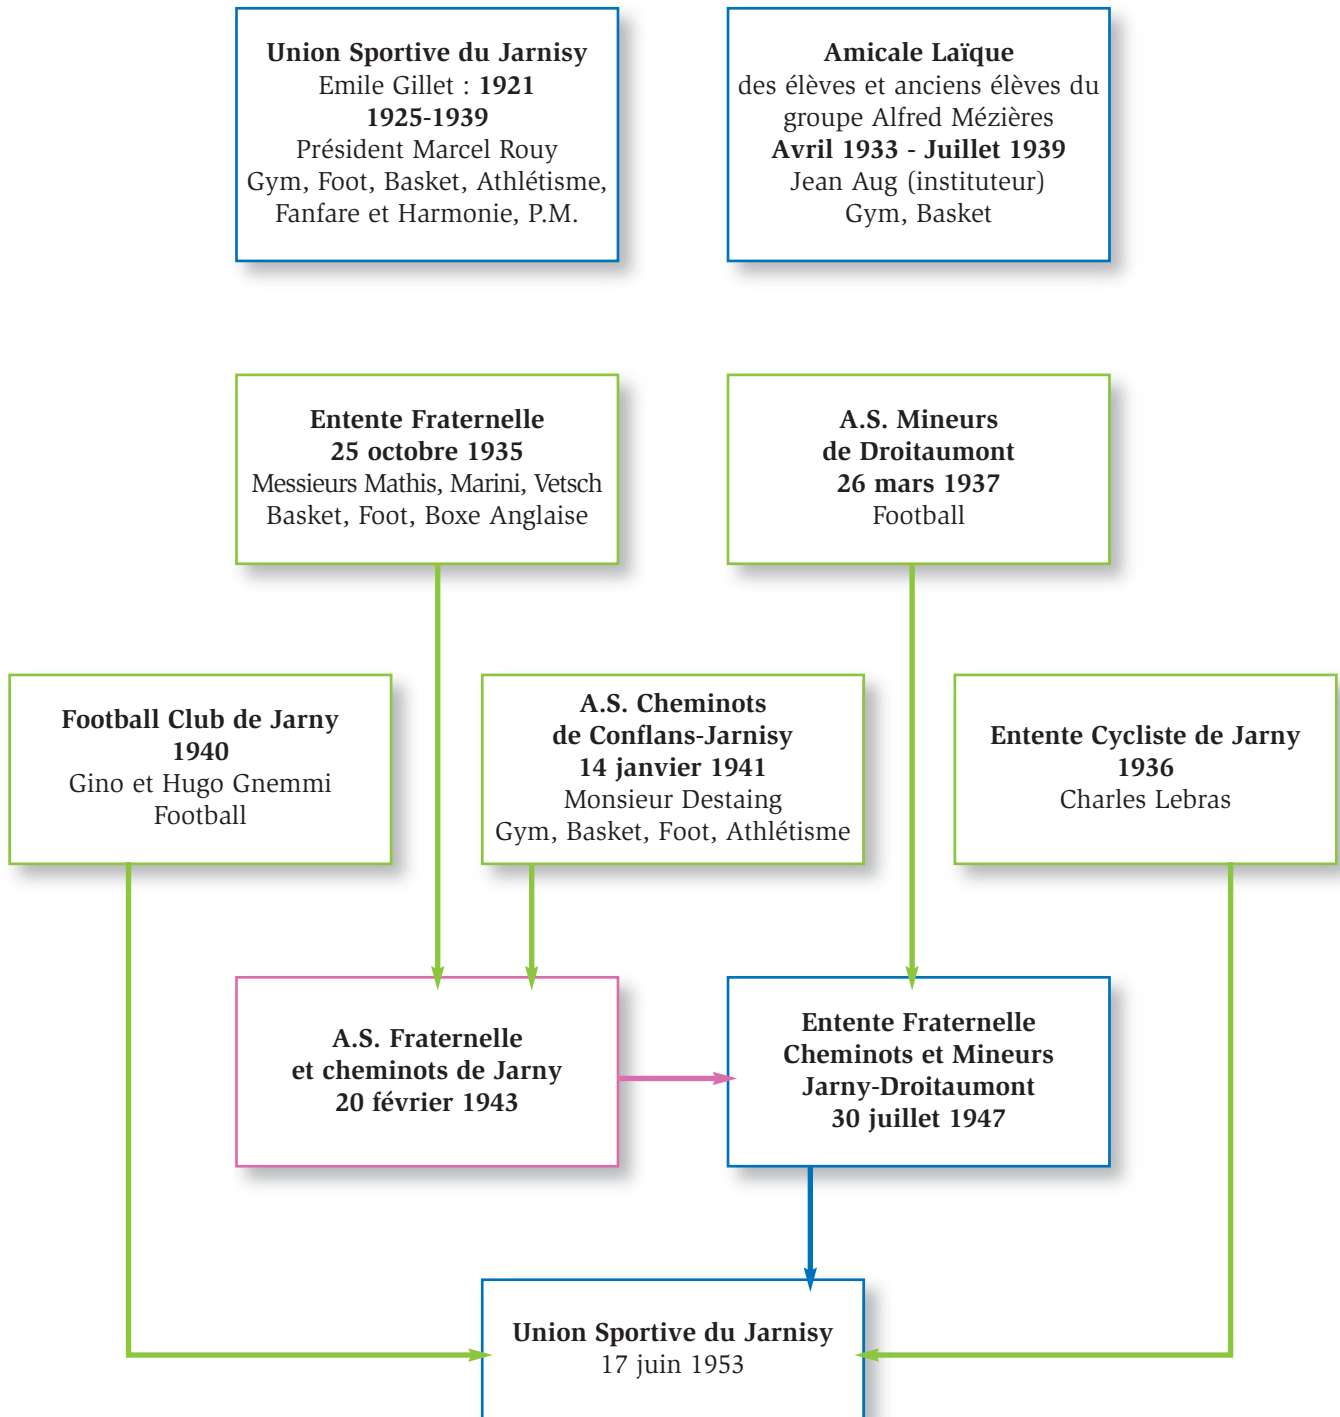 Union Sportive du Jarnisy
Emile Gillet : 1921
1925-1939
Président Marcel Rouy
Gym, Foot, Basket, Athlétisme,
Fanfare et Harmonie, P.M.
Amicale Laïque
des élèves et anciens élèves du
groupe Alfred Mézières
Avril 1933 - Juillet 1939
Jean Aug (instituteur)
Gym, Basket
Entente Fraternelle
25 octobre 1935
Messieurs Mathis, Marini, Vetsch
Basket, Foot, Boxe Anglaise
A.S. Mineurs
de Droitaumont
26 mars 1937
Football
Football Club de Jarny
1940
Gino et Hugo Gnemmi
Football
A.S. Cheminots
de Conflans-Jarnisy
14 janvier 1941
Monsieur Destaing
Gym, Basket, Foot, Athlétisme
Entente Cycliste de Jarny
1936
Charles Lebras
A.S. Fraternelle
et cheminots de Jarny
20 février 1943
Entente Fraternelle
Cheminots et Mineurs
Jarny-Droitaumont
30 juillet 1947
Union Sportive du Jarnisy
17 juin 1953